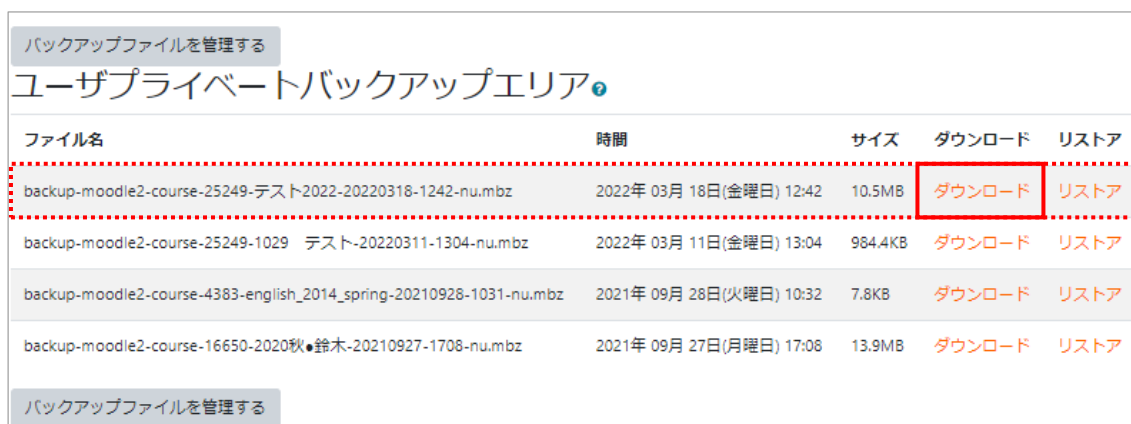 バックアップファイルを管理する
ユーザプライベートバックアップエリア?
ファイル名 時間 サイズ ダウンロード リストア
backup-moodle2-course-25249-テスト2022-20220318-1242-nu.mbz 2022年 03月 18日(金曜日) 12:42 10.5MB ダウンロード リストア
backup-moodle2-course-25249-1029　テスト-20220311-1304-nu.mbz 2022年 03月 11日(金曜日) 13:04 984.4KB ダウンロード リストア
backup-moodle2-course-4383-english_2014_spring-20210928-1031-nu.mbz 2021年 09月 28日(火曜日) 10:32 7.8KB ダウンロード リストア
backup-moodle2-course-16650-2020秋●鈴木-20210927-1708-nu.mbz 2021年 09月 27日(月曜日) 17:08 13.9MB ダウンロード リストア
バックアップファイルを管理する